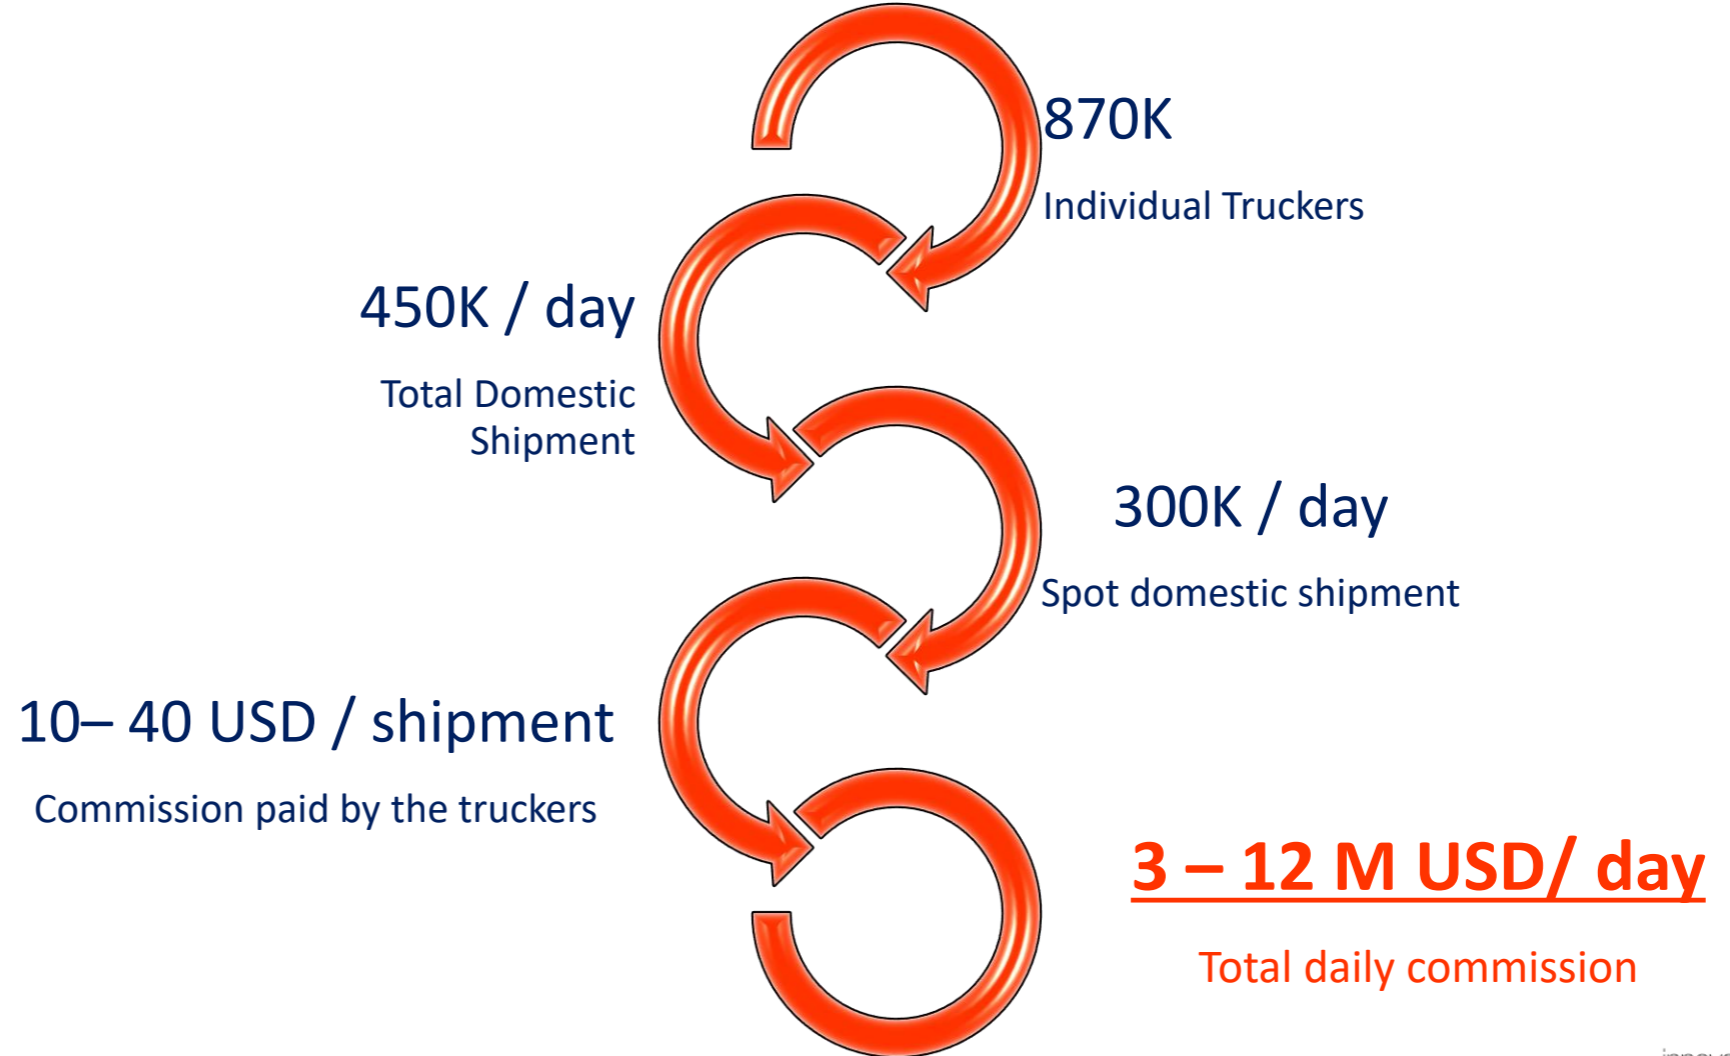 870K
Individual Truckers
450K / day
Total Domestic
Shipment
300K / day
Spot domestic shipment
10– 40 USD / shipment
Commission paid by the truckers
3 – 12 M USD/ day
Total daily commission